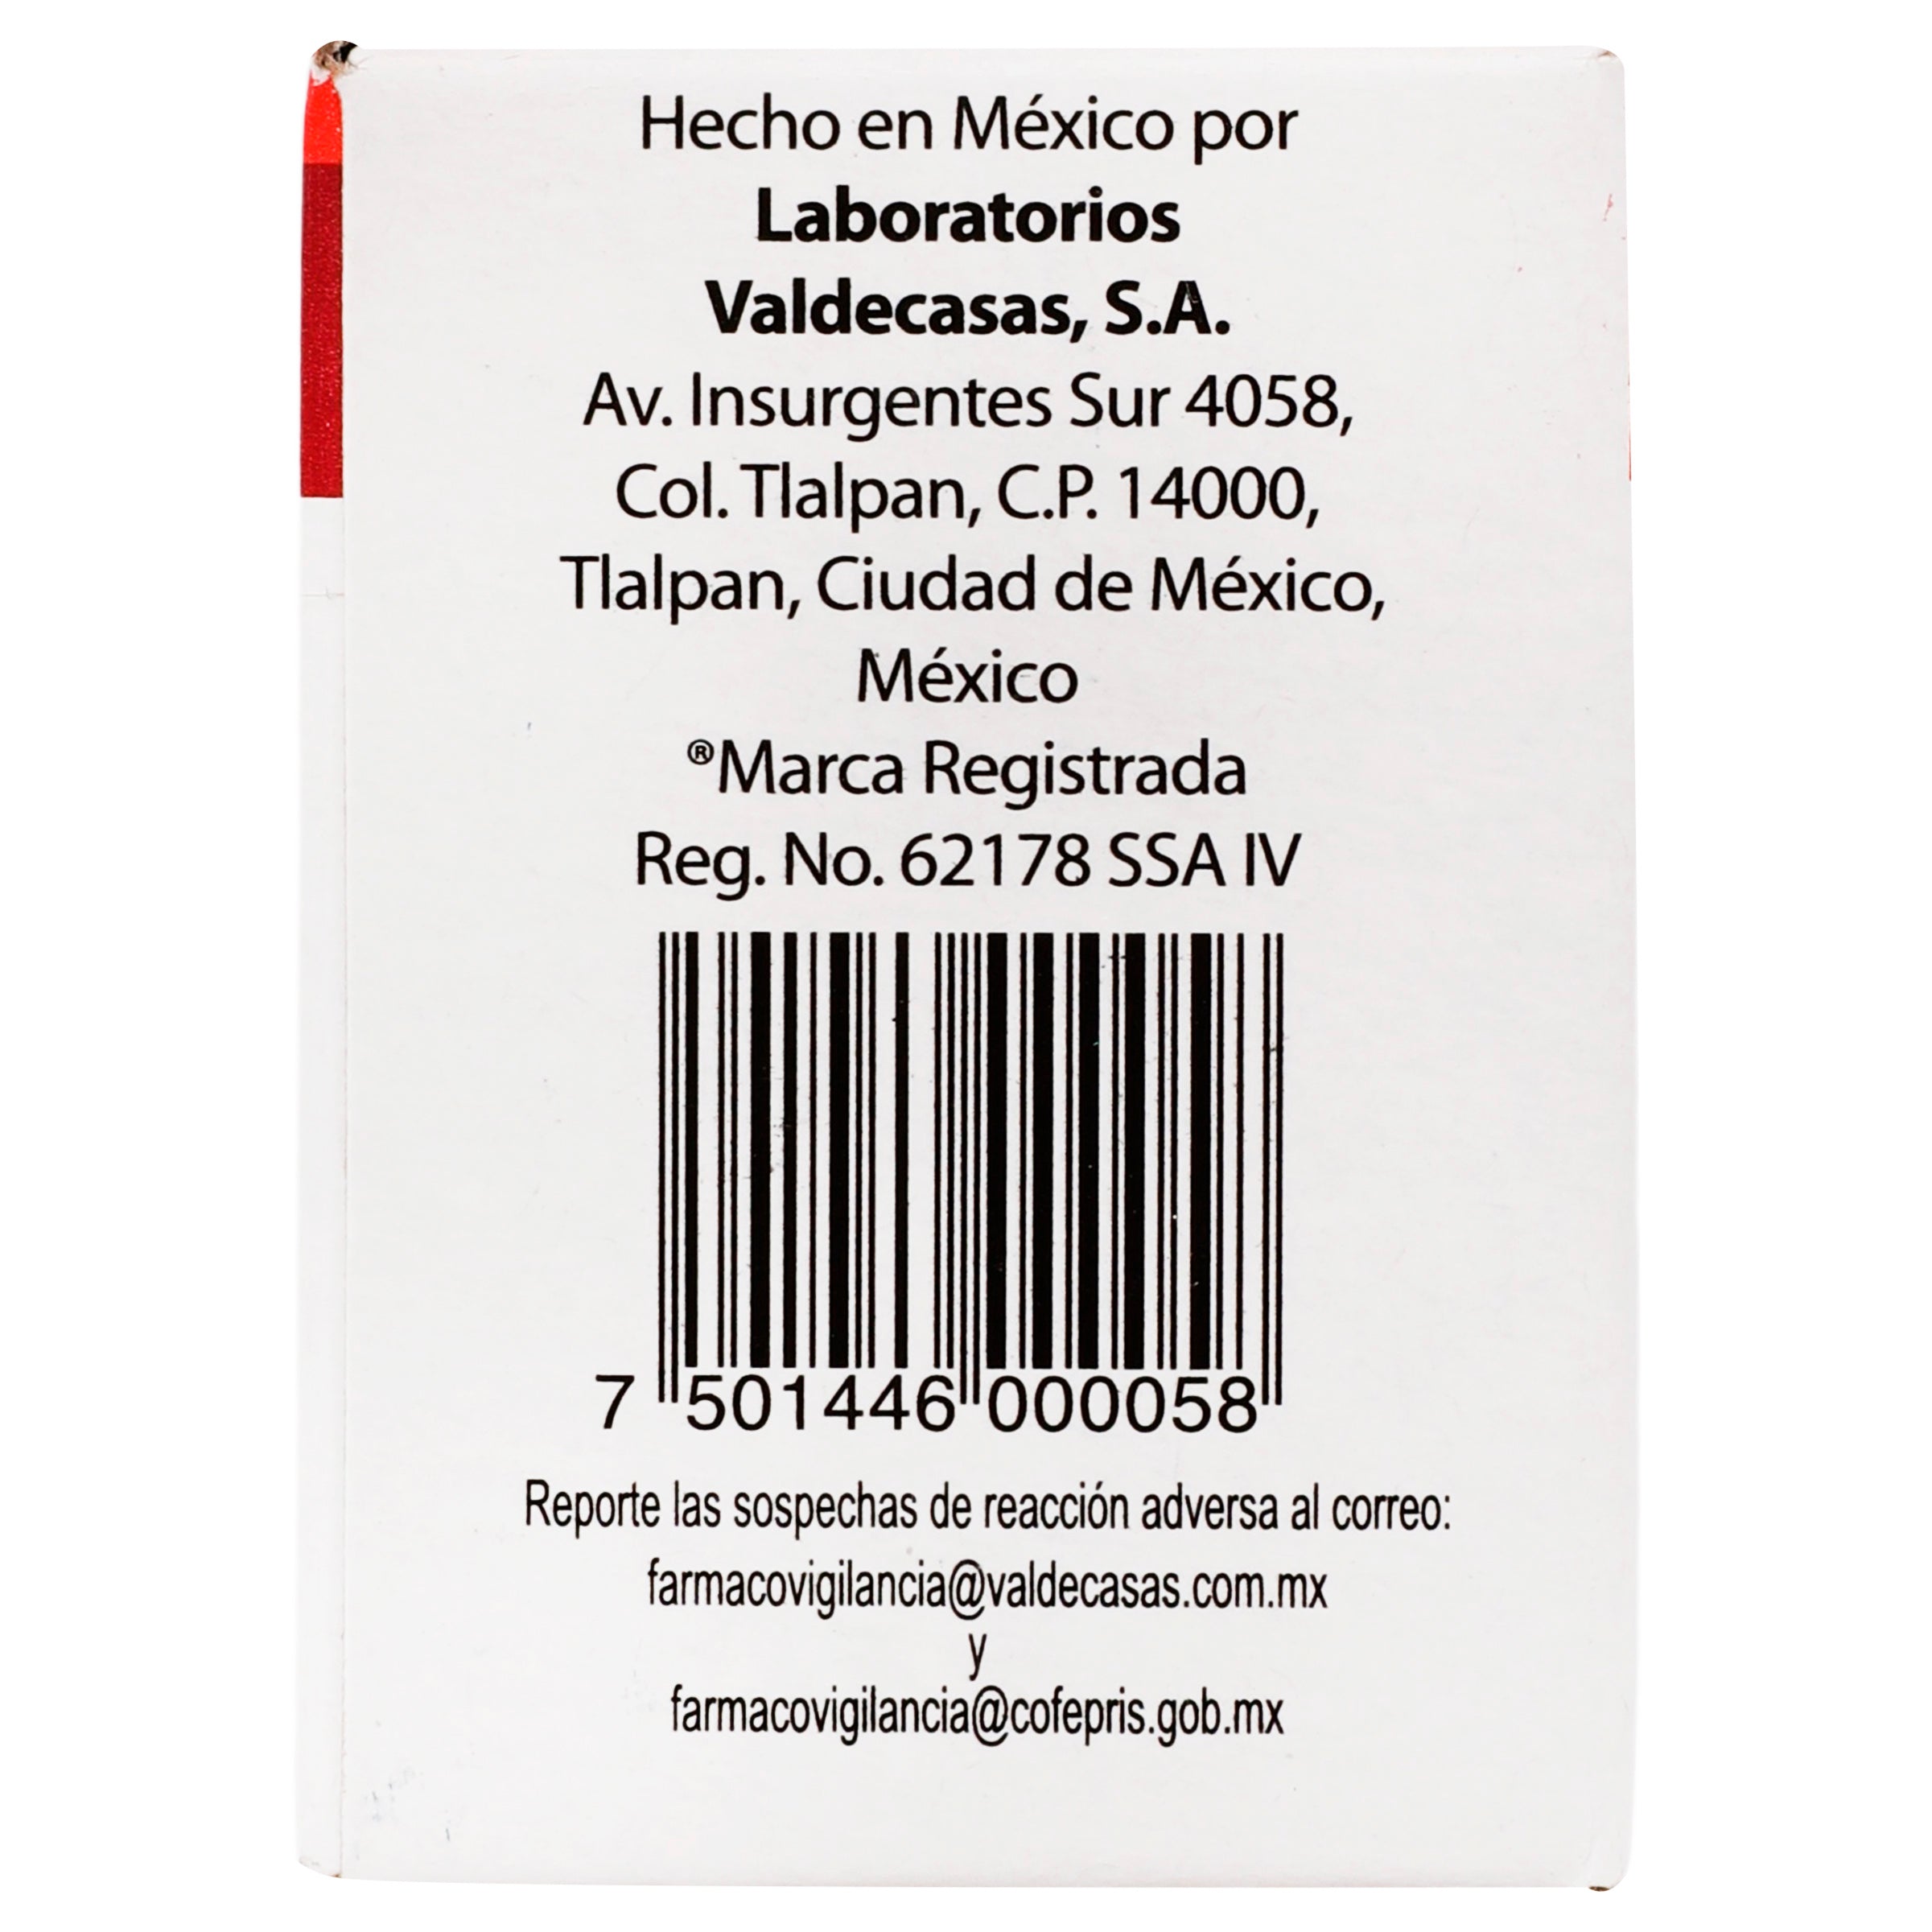 Hecho en México por
Laboratorios
Valdecasas, S.A.
Av. Insurgentes Sur 4058,
Col. Tlalpan, C.P. 14000,
Tlalpan, Ciudad de México,
México
®Marca Registrada
Reg. No. 62178 SSA IV
7 501446 000058
Reporte las sospechas de reacción adversa al correo:
farmacovigilancia@valdecasas.com.mx
y
farmacovigilancia@cofepris.gob.mx